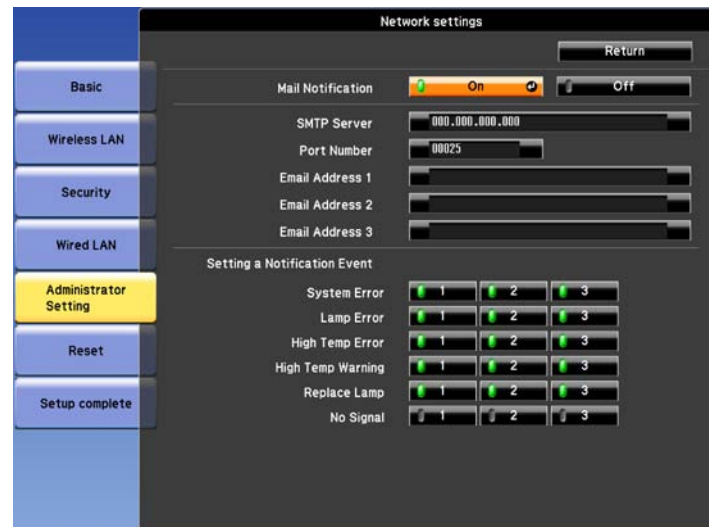 Network settings
Return
Basic
Wireless LAN
Security
Wired LAN
Administrator
Setting
Reset
Setup complete
Mail Notification On Off
SMTP Server 000.000.000.000
Port Number 00025
Email Address 1
Email Address 2
Email Address 3
Setting a Notification Event
System Error 1 2 3
Lamp Error 1 2 3
High Temp Error 1 2 3
High Temp Warning 1 2 3
Replace Lamp 1 2 3
No Signal 1 2 3